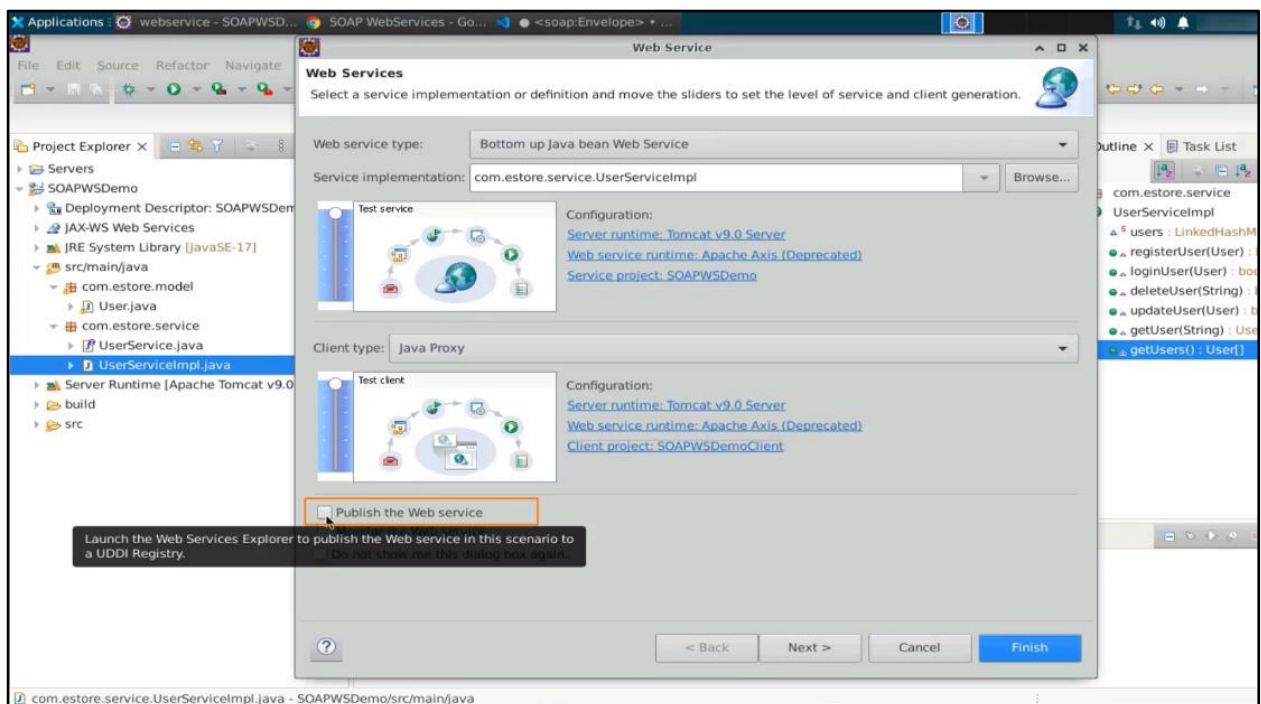 Applications webservice - SOAPWSD... SOAP WebServices - Go... <soap:Envelope> • ...
Web Service
File Edit Source Refactor Navigate
Web Services
Select a service implementation or definition and move the sliders to set the level of service and client generation.
Project Explorer
Servers
SOAPWSDemo
Deployment Descriptor: SOAPWSDem
JAX-WS Web Services
JRE System Library [JavaSE-17]
src/main/java
com.estore.model
User.java
com.estore.service
UserService.java
UserServiceImpl.java
Server Runtime [Apache Tomcat v9.0
build
src
Web service type: Bottom up Java bean Web Service
Service implementation: com.estore.service.UserServiceImpl Browse...
Test service
Configuration:
Server runtime: Tomcat v9.0 Server
Web service runtime: Apache Axis (Deprecated)
Service project: SOAPWSDemo
Client type: Java Proxy
Test client
Configuration:
Server runtime: Tomcat v9.0 Server
Web service runtime: Apache Axis (Deprecated)
Client project: SOAPWSDemoClient
Publish the Web service
Launch the Web Services Explorer to publish the Web service in this scenario to
a UDDI Registry.
Do not show me this dialog box again.
< Back Next > Cancel Finish
Outline Task List
com.estore.service
UserServiceImpl
users : LinkedHashM
registerUser(User) :
loginUser(User) : boo
deleteUser(String) :
updateUser(User) : b
getUser(String) : Use
getUsers() : User[]
com.estore.service.UserServiceImpl.java - SOAPWSDemo/src/main/java